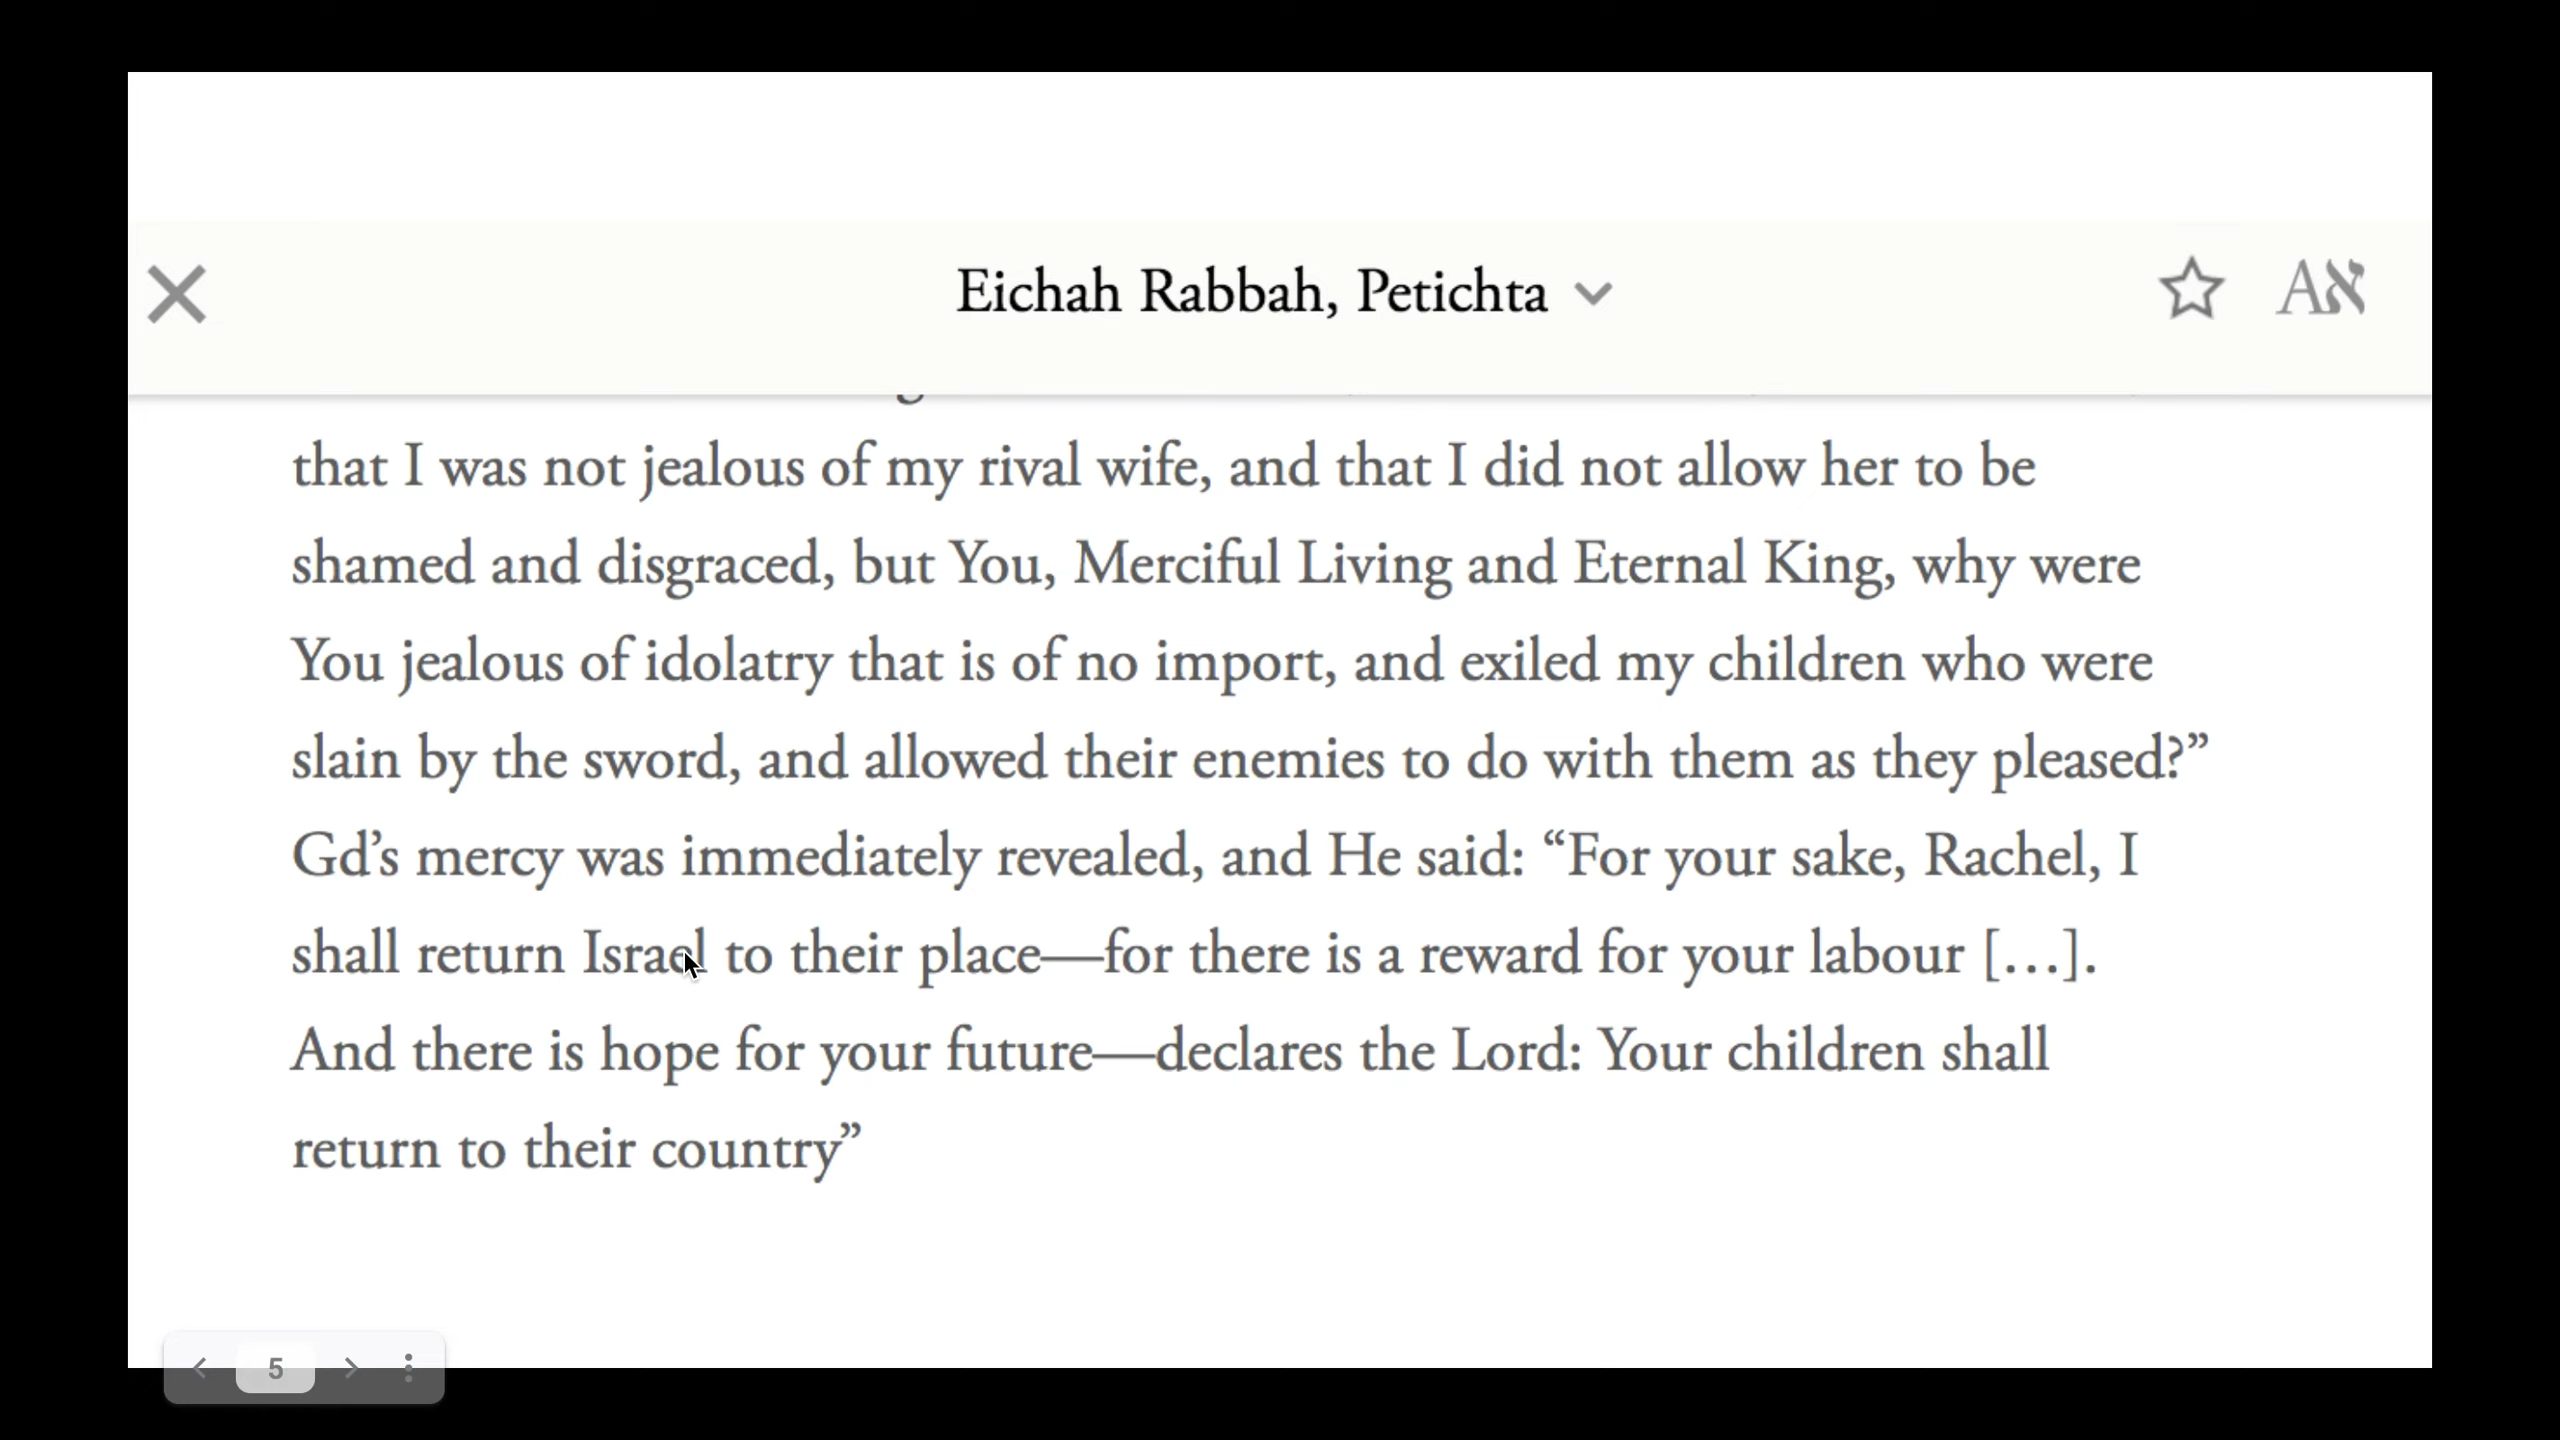 Eichah Rabbah, Petichta
Aא
that I was not jealous of my rival wife, and that I did not allow her to be
shamed and disgraced, but You, Merciful Living and Eternal King, why were
You jealous of idolatry that is of no import, and exiled my children who were
slain by the sword, and allowed their enemies to do with them as they pleased?”
Gd’s mercy was immediately revealed, and He said: “For your sake, Rachel, I
shall return Israel to their place—for there is a reward for your labour […].
And there is hope for your future—declares the Lord: Your children shall
return to their country”
5